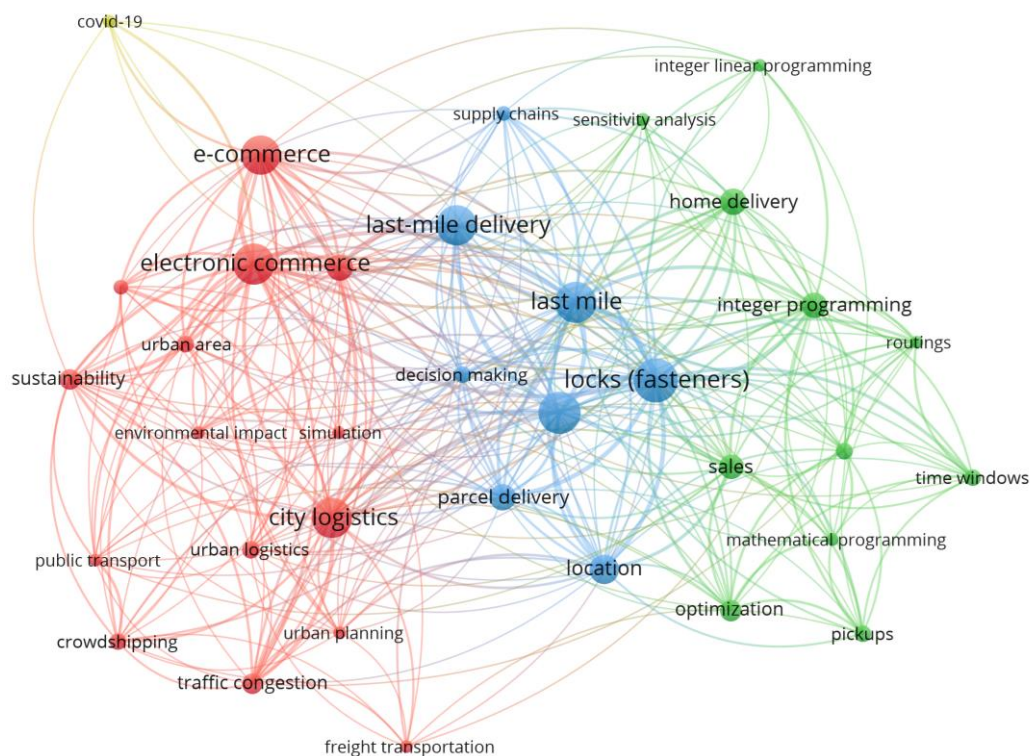 covid-19
integer linear programming
supply chains
sensitivity analysis
e-commerce
home delivery
last-mile delivery
electronic commerce
last mile
integer programming
urban area
routings
sustainability
decision making
locks (fasteners)
environmental impact
simulation
sales
time windows
parcel delivery
city logistics
mathematical programming
urban logistics
public transport
location
optimization
crowdshipping
urban planning
pickups
traffic congestion
freight transportation